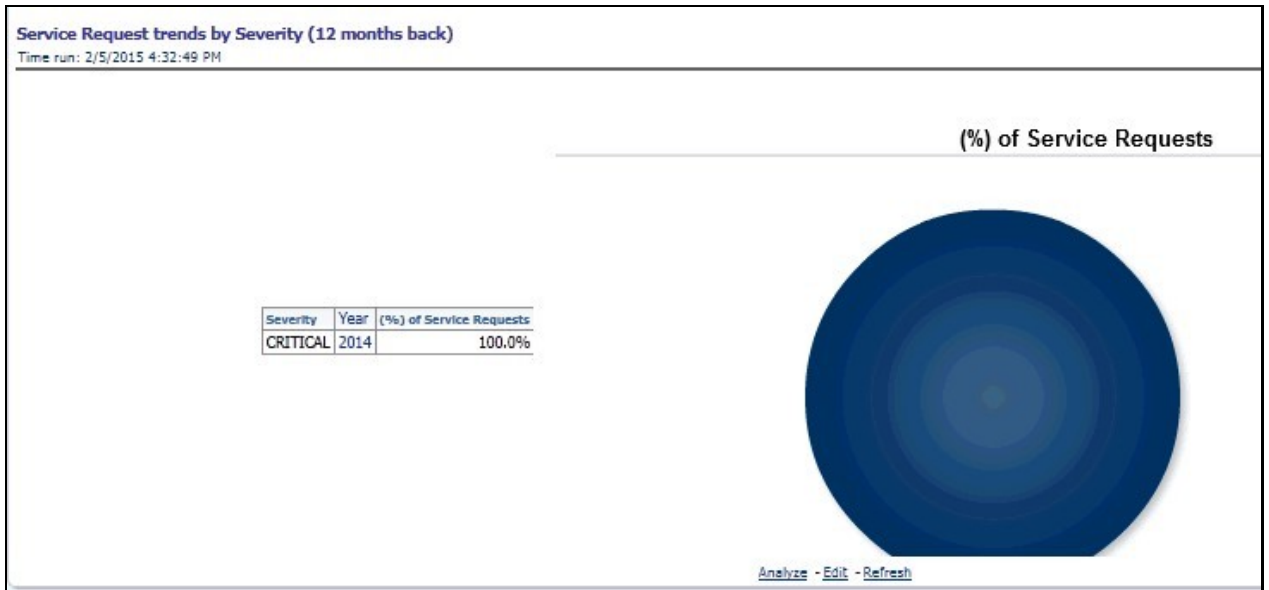 Service Request trends by Severity (12 months back)
Time run: 2/5/2015 4:32:49 PM
(%) of Service Requests
Severity Year (%) of Service Requests
CRITICAL 2014 100.0%
Analyze - Edit - Refresh